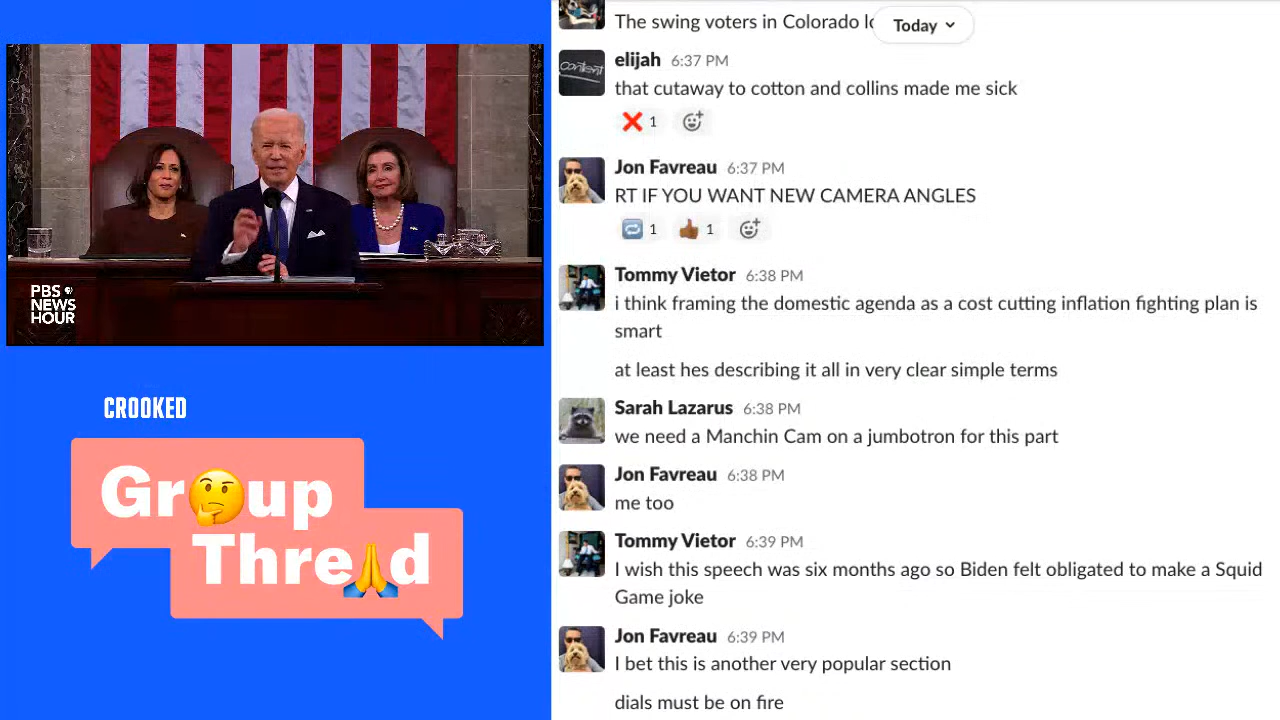 PBS
NEWS
HOUR
CROOKED
Gr🤔up
Thre🙏d
The swing voters in Colorado
Today
elijah 6:37 PM
that cutaway to cotton and collins made me sick
❌ 1
Jon Favreau 6:37 PM
RT IF YOU WANT NEW CAMERA ANGLES
🔁 1 👍🏾 1
Tommy Vietor 6:38 PM
i think framing the domestic agenda as a cost cutting inflation fighting plan is
smart
at least hes describing it all in very clear simple terms
Sarah Lazarus 6:38 PM
we need a Manchin Cam on a jumbotron for this part
Jon Favreau 6:38 PM
me too
Tommy Vietor 6:39 PM
I wish this speech was six months ago so Biden felt obligated to make a Squid
Game joke
Jon Favreau 6:39 PM
I bet this is another very popular section
dials must be on fire